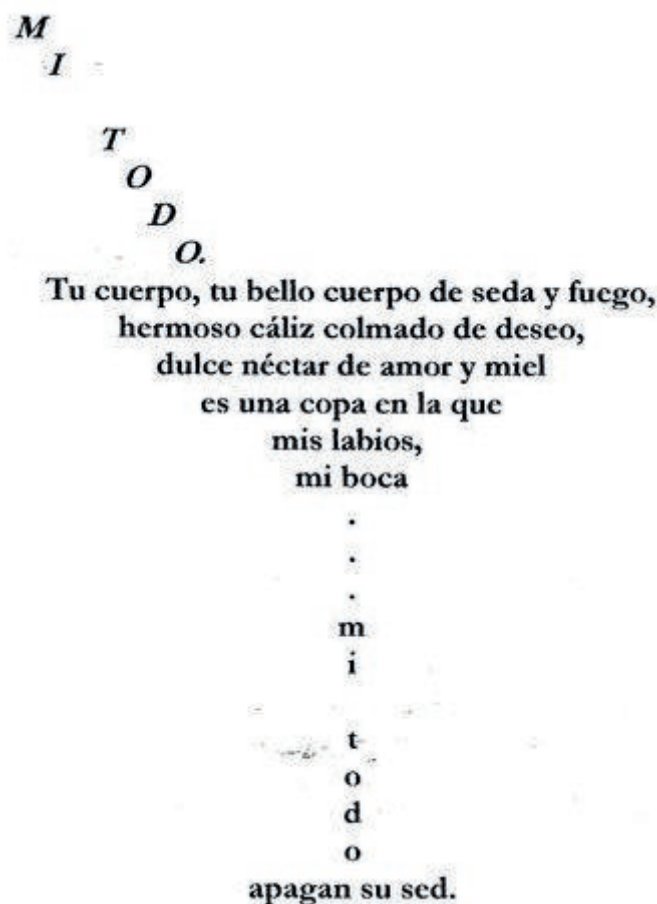 M
I
T
O
D
O.
Tu cuerpo, tu bello cuerpo de seda y fuego,
hermoso cáliz colmado de deseo,
dulce néctar de amor y miel
es una copa en la que
mis labios,
mi boca
.
.
.
m
i
t
o
d
o
apagan su sed.